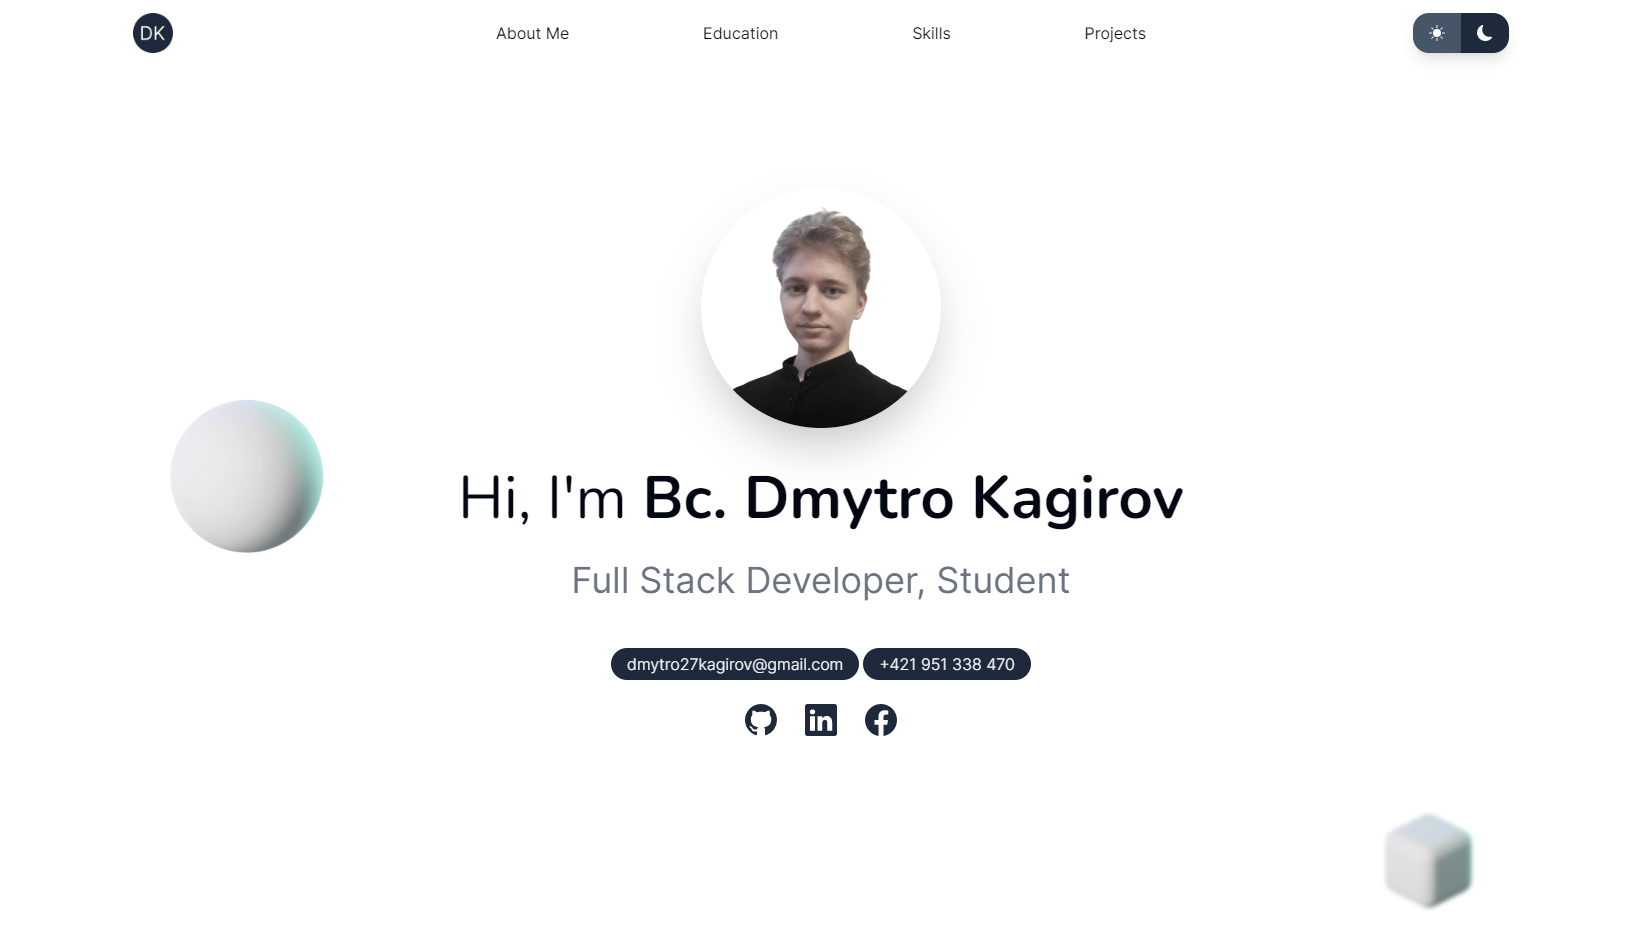 DK
About Me
Education
Skills
Projects
Hi, I'm Bc. Dmytro Kagirov
Full Stack Developer, Student
dmytro27kagirov@gmail.com
+421 951 338 470